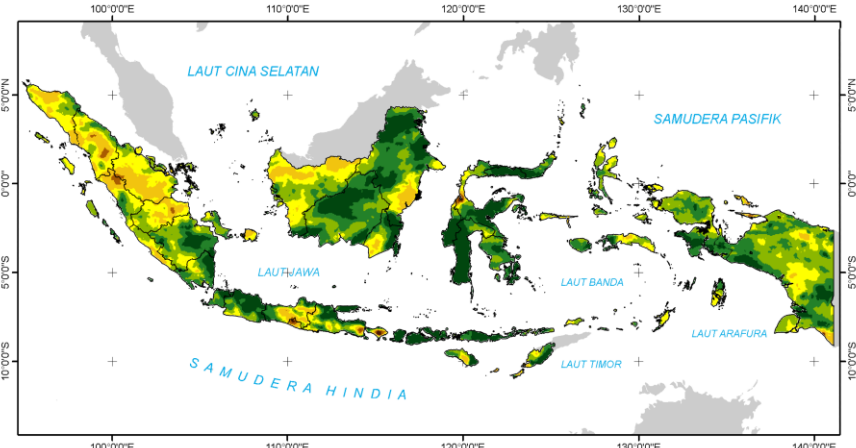 100°0'0"E 110°0'0"E 120°0'0"E 130°0'0"E 140°0'0"E
LAUT CINA SELATAN
5°0'0"N 5°0'0"N
SAMUDERA PASIFIK
0°0'0" 0°0'0"
LAUT JAWA
5°0'0"S 5°0'0"S
LAUT BANDA
LAUT ARAFURA
10°0'0"S 10°0'0"S
LAUT TIMOR
SAMUDERA HINDIA
100°0'0"E 110°0'0"E 120°0'0"E 130°0'0"E 140°0'0"E